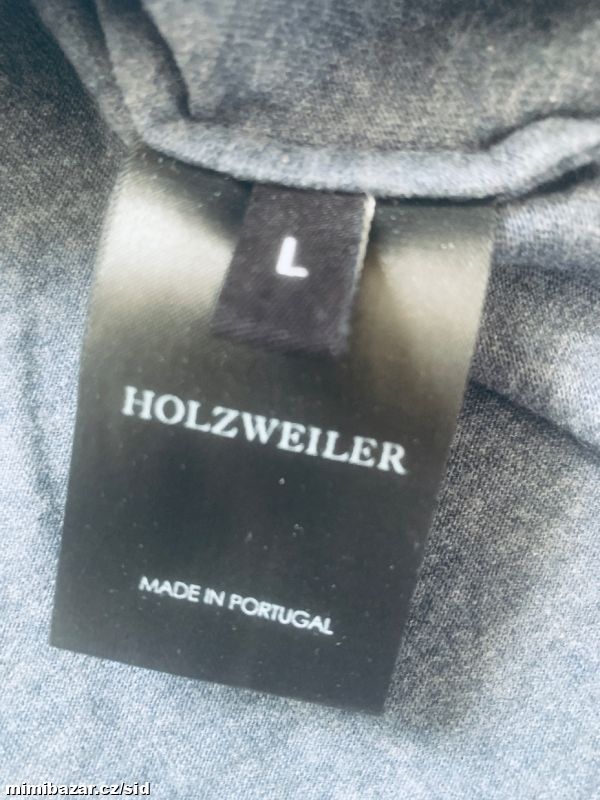 L
HOLZWEILER
MADE IN PORTUGAL
mimibazar.cz/sid